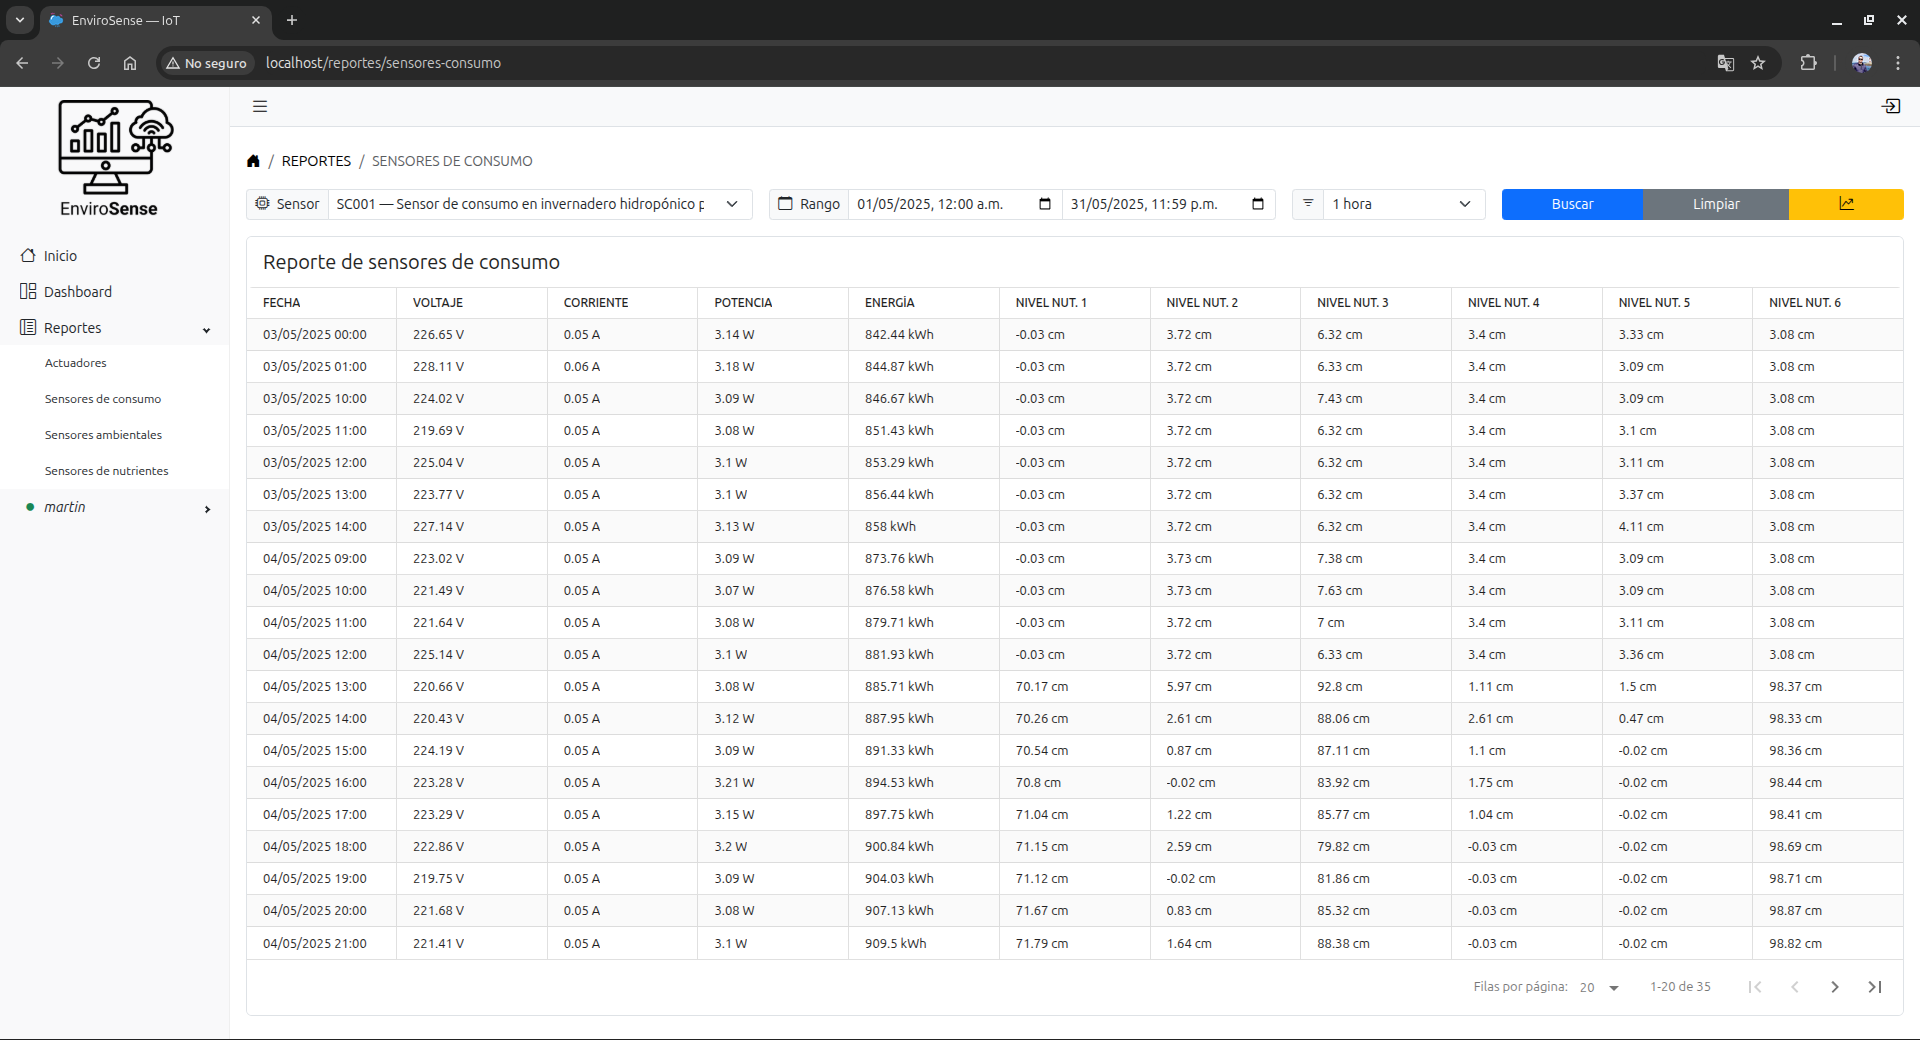 EnviroSense — IoT
No seguro
localhost/reportes/sensores-consumo
EnviroSense
Inicio
Dashboard
Reportes
Actuadores
Sensores de consumo
Sensores ambientales
Sensores de nutrientes
martin
/ REPORTES / SENSORES DE CONSUMO
Sensor SC001 — Sensor de consumo en invernadero hidropónico p Rango 01/05/2025, 12:00 a.m. 31/05/2025, 11:59 p.m. 1 hora Buscar Limpiar
Reporte de sensores de consumo
FECHA VOLTAJE CORRIENTE POTENCIA ENERGÍA NIVEL NUT. 1 NIVEL NUT. 2 NIVEL NUT. 3 NIVEL NUT. 4 NIVEL NUT. 5 NIVEL NUT. 6
03/05/2025 00:00 226.65 V 0.05 A 3.14 W 842.44 kWh -0.03 cm 3.72 cm 6.32 cm 3.4 cm 3.33 cm 3.08 cm
03/05/2025 01:00 228.11 V 0.06 A 3.18 W 844.87 kWh -0.03 cm 3.72 cm 6.33 cm 3.4 cm 3.09 cm 3.08 cm
03/05/2025 10:00 224.02 V 0.05 A 3.09 W 846.67 kWh -0.03 cm 3.72 cm 7.43 cm 3.4 cm 3.09 cm 3.08 cm
03/05/2025 11:00 219.69 V 0.05 A 3.08 W 851.43 kWh -0.03 cm 3.72 cm 6.32 cm 3.4 cm 3.1 cm 3.08 cm
03/05/2025 12:00 225.04 V 0.05 A 3.1 W 853.29 kWh -0.03 cm 3.72 cm 6.32 cm 3.4 cm 3.11 cm 3.08 cm
03/05/2025 13:00 223.77 V 0.05 A 3.1 W 856.44 kWh -0.03 cm 3.72 cm 6.32 cm 3.4 cm 3.37 cm 3.08 cm
03/05/2025 14:00 227.14 V 0.05 A 3.13 W 858 kWh -0.03 cm 3.72 cm 6.32 cm 3.4 cm 4.11 cm 3.08 cm
04/05/2025 09:00 223.02 V 0.05 A 3.09 W 873.76 kWh -0.03 cm 3.73 cm 7.38 cm 3.4 cm 3.09 cm 3.08 cm
04/05/2025 10:00 221.49 V 0.05 A 3.07 W 876.58 kWh -0.03 cm 3.73 cm 7.63 cm 3.4 cm 3.09 cm 3.08 cm
04/05/2025 11:00 221.64 V 0.05 A 3.08 W 879.71 kWh -0.03 cm 3.72 cm 7 cm 3.4 cm 3.11 cm 3.08 cm
04/05/2025 12:00 225.14 V 0.05 A 3.1 W 881.93 kWh -0.03 cm 3.72 cm 6.33 cm 3.4 cm 3.36 cm 3.08 cm
04/05/2025 13:00 220.66 V 0.05 A 3.08 W 885.71 kWh 70.17 cm 5.97 cm 92.8 cm 1.11 cm 1.5 cm 98.37 cm
04/05/2025 14:00 220.43 V 0.05 A 3.12 W 887.95 kWh 70.26 cm 2.61 cm 88.06 cm 2.61 cm 0.47 cm 98.33 cm
04/05/2025 15:00 224.19 V 0.05 A 3.09 W 891.33 kWh 70.54 cm 0.87 cm 87.11 cm 1.1 cm -0.02 cm 98.36 cm
04/05/2025 16:00 223.28 V 0.05 A 3.21 W 894.53 kWh 70.8 cm -0.02 cm 83.92 cm 1.75 cm -0.02 cm 98.44 cm
04/05/2025 17:00 223.29 V 0.05 A 3.15 W 897.75 kWh 71.04 cm 1.22 cm 85.77 cm 1.04 cm -0.02 cm 98.41 cm
04/05/2025 18:00 222.86 V 0.05 A 3.2 W 900.84 kWh 71.15 cm 2.59 cm 79.82 cm -0.03 cm -0.02 cm 98.69 cm
04/05/2025 19:00 219.75 V 0.05 A 3.09 W 904.03 kWh 71.12 cm -0.02 cm 81.86 cm -0.03 cm -0.02 cm 98.71 cm
04/05/2025 20:00 221.68 V 0.05 A 3.08 W 907.13 kWh 71.67 cm 0.83 cm 85.32 cm -0.03 cm -0.02 cm 98.87 cm
04/05/2025 21:00 221.41 V 0.05 A 3.1 W 909.5 kWh 71.79 cm 1.64 cm 88.38 cm -0.03 cm -0.02 cm 98.82 cm
Filas por página: 20 1-20 de 35